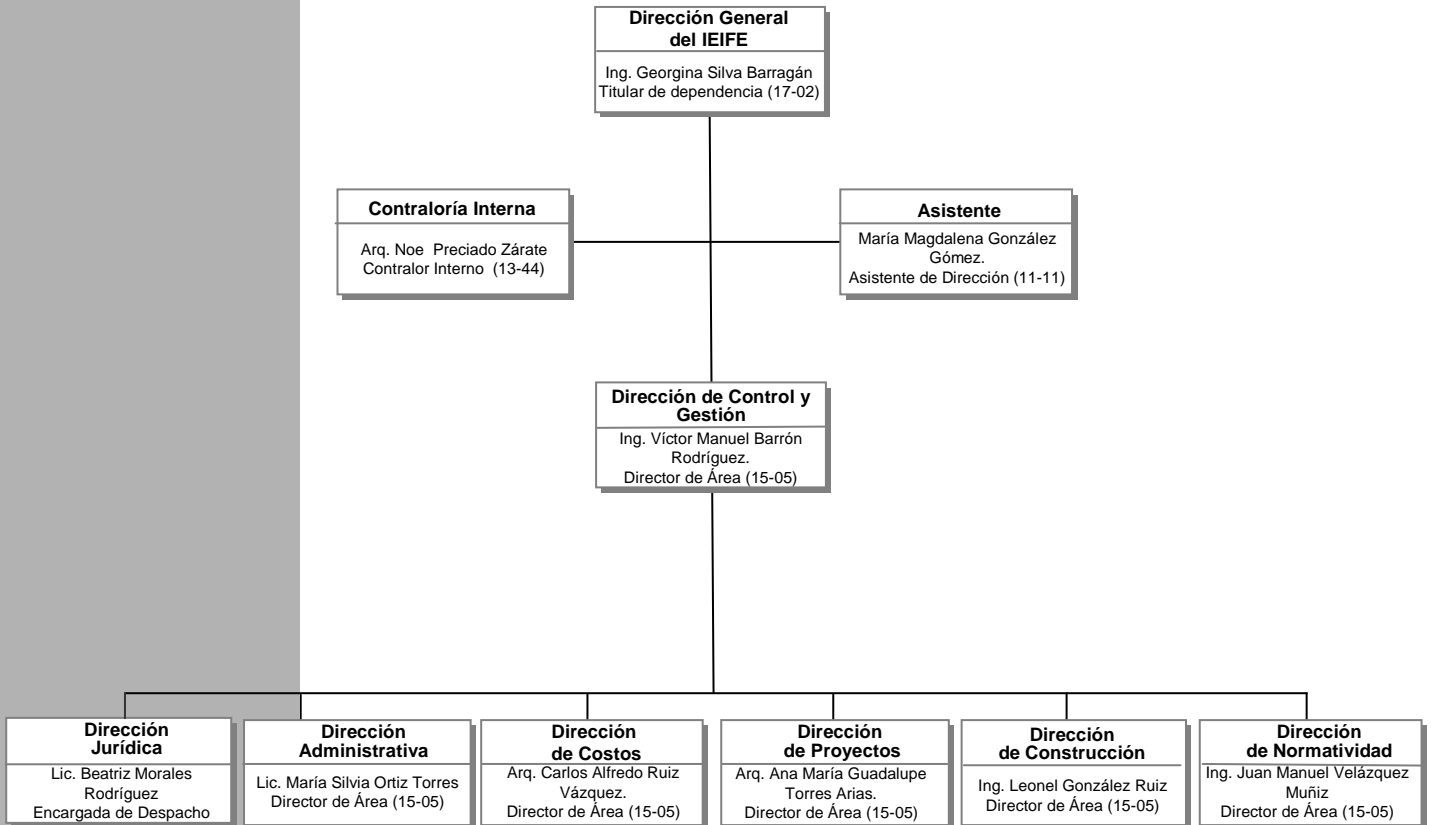 Dirección General
del IEIFE
Ing. Georgina Silva Barragán
Titular de dependencia (17-02)
Contraloría Interna
Arq. Noe  Preciado Zárate
Contralor Interno  (13-44)
Asistente
María Magdalena González
Gómez.
Asistente de Dirección (11-11)
Dirección de Control y
Gestión
Ing. Víctor Manuel Barrón
Rodríguez.
Director de Área (15-05)
Dirección
Jurídica
Lic. Beatriz Morales
Rodríguez
Encargada de Despacho
Dirección
Administrativa
Lic. María Silvia Ortiz Torres
Director de Área (15-05)
Dirección
de Costos
Arq. Carlos Alfredo Ruiz
Vázquez.
Director de Área (15-05)
Dirección
de Proyectos
Arq. Ana María Guadalupe
Torres Arias.
Director de Área (15-05)
Dirección
de Construcción
Ing. Leonel González Ruiz
Director de Área (15-05)
Dirección
de Normatividad
Ing. Juan Manuel Velázquez
Muñiz
Director de Área (15-05)